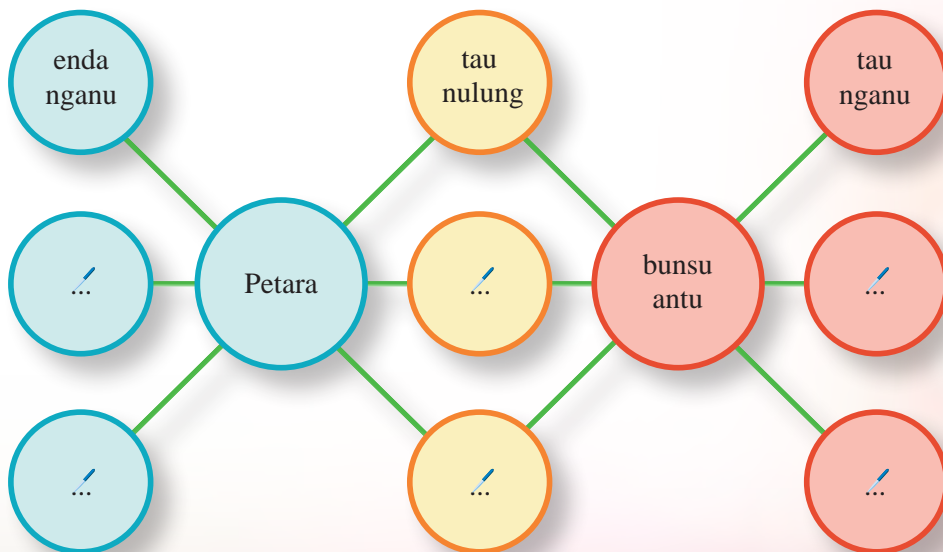 enda
nganu
tau
nulung
tau
nganu
...
Petara
...
bunsu
antu
...
...
...
...